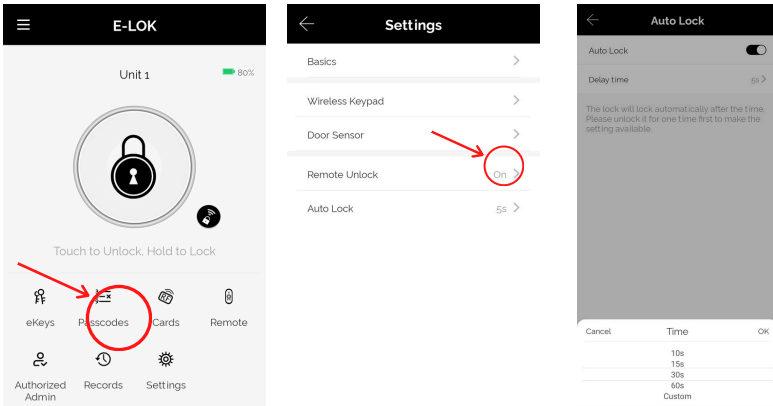 E-LOK
Unit 1
80%
Touch to Unlock, Hold to Lock
eKeys
Passcodes
Cards
Remote
Authorized
Admin
Records
Settings
Settings
Basics
Wireless Keypad
Door Sensor
Remote Unlock
On
Auto Lock
5s
Auto Lock
Auto Lock
Delay time
5s
The lock will lock automatically after the time.
Please unlock it for one time first to make the
setting available.
Cancel
Time
OK
10s
15s
30s
60s
Custom